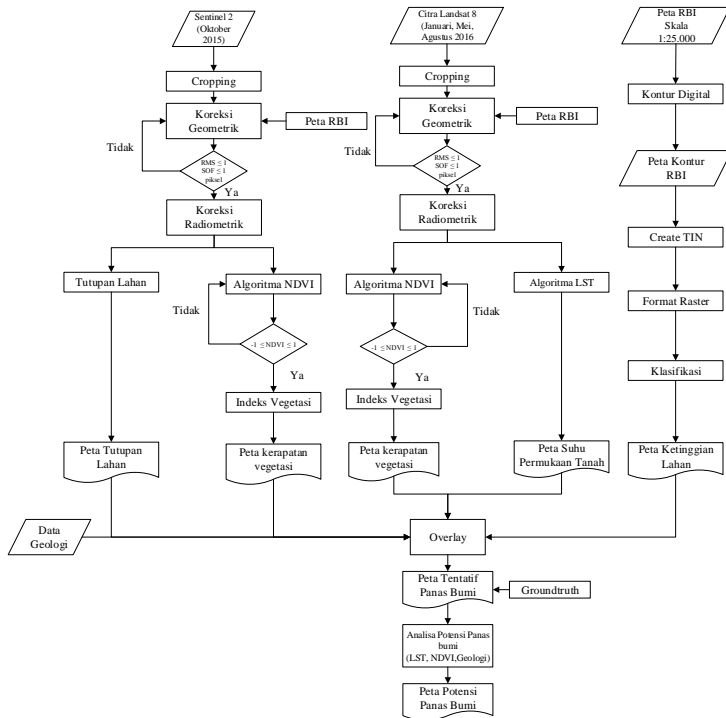 Sentinel 2
(Oktober
2015)
Cropping
Koreksi
Geometrik
Peta RBI
Tidak
RMS ≤ 1
SOF ≤ 1
piksel
Ya
Koreksi
Radiometrik
Tutupan Lahan
Algoritma NDVI
Tidak
-1 ≤ NDVI ≤ 1
Ya
Indeks Vegetasi
Peta Tutupan
Lahan
Peta kerapatan
vegetasi
Citra Landsat 8
(Januari, Mei,
Agustus 2016
Cropping
Koreksi
Geometrik
Peta RBI
Tidak
RMS ≤ 1
SOF ≤ 1
piksel
Ya
Koreksi
Radiometrik
Algoritma NDVI
Algoritma LST
Tidak
-1 ≤ NDVI ≤ 1
Ya
Indeks Vegetasi
Peta kerapatan
vegetasi
Peta Suhu
Permukaan Tanah
Peta RBI
Skala
1:25.000
Kontur Digital
Peta Kontur
RBI
Create TIN
Format Raster
Klasifikasi
Peta Ketinggian
Lahan
Data
Geologi
Overlay
Peta Tentatif
Panas Bumi
Groundtruth
Analisa Potensi Panas
bumi
(LST, NDVI,Geologi)
Peta Potensi
Panas Bumi